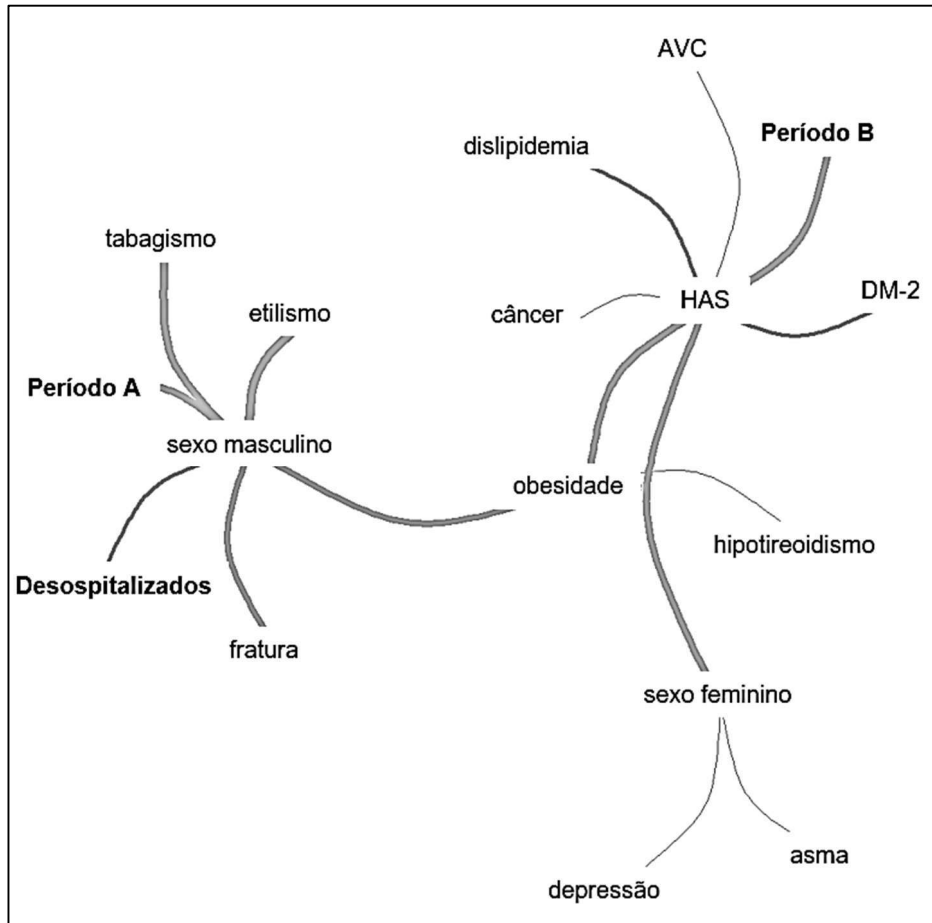 AVC
Período B
dislipidemia
tabagismo
etilismo
câncer
HAS
DM-2
Período A
sexo masculino
obesidade
hipotireoidismo
Desospitalizados
fratura
sexo feminino
asma
depressão